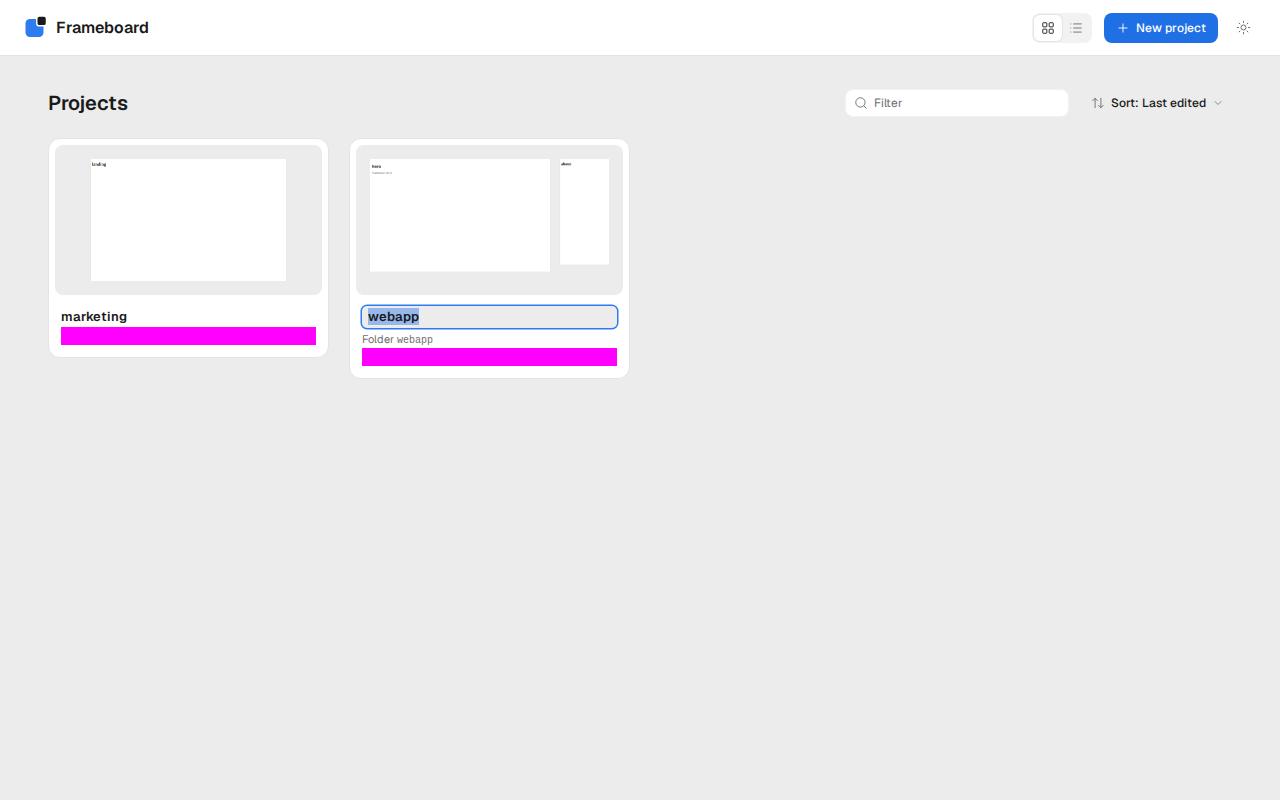 Frameboard
New project
Projects
Filter
Sort: Last edited
landing
hero
about
marketing
webapp
Folder webapp